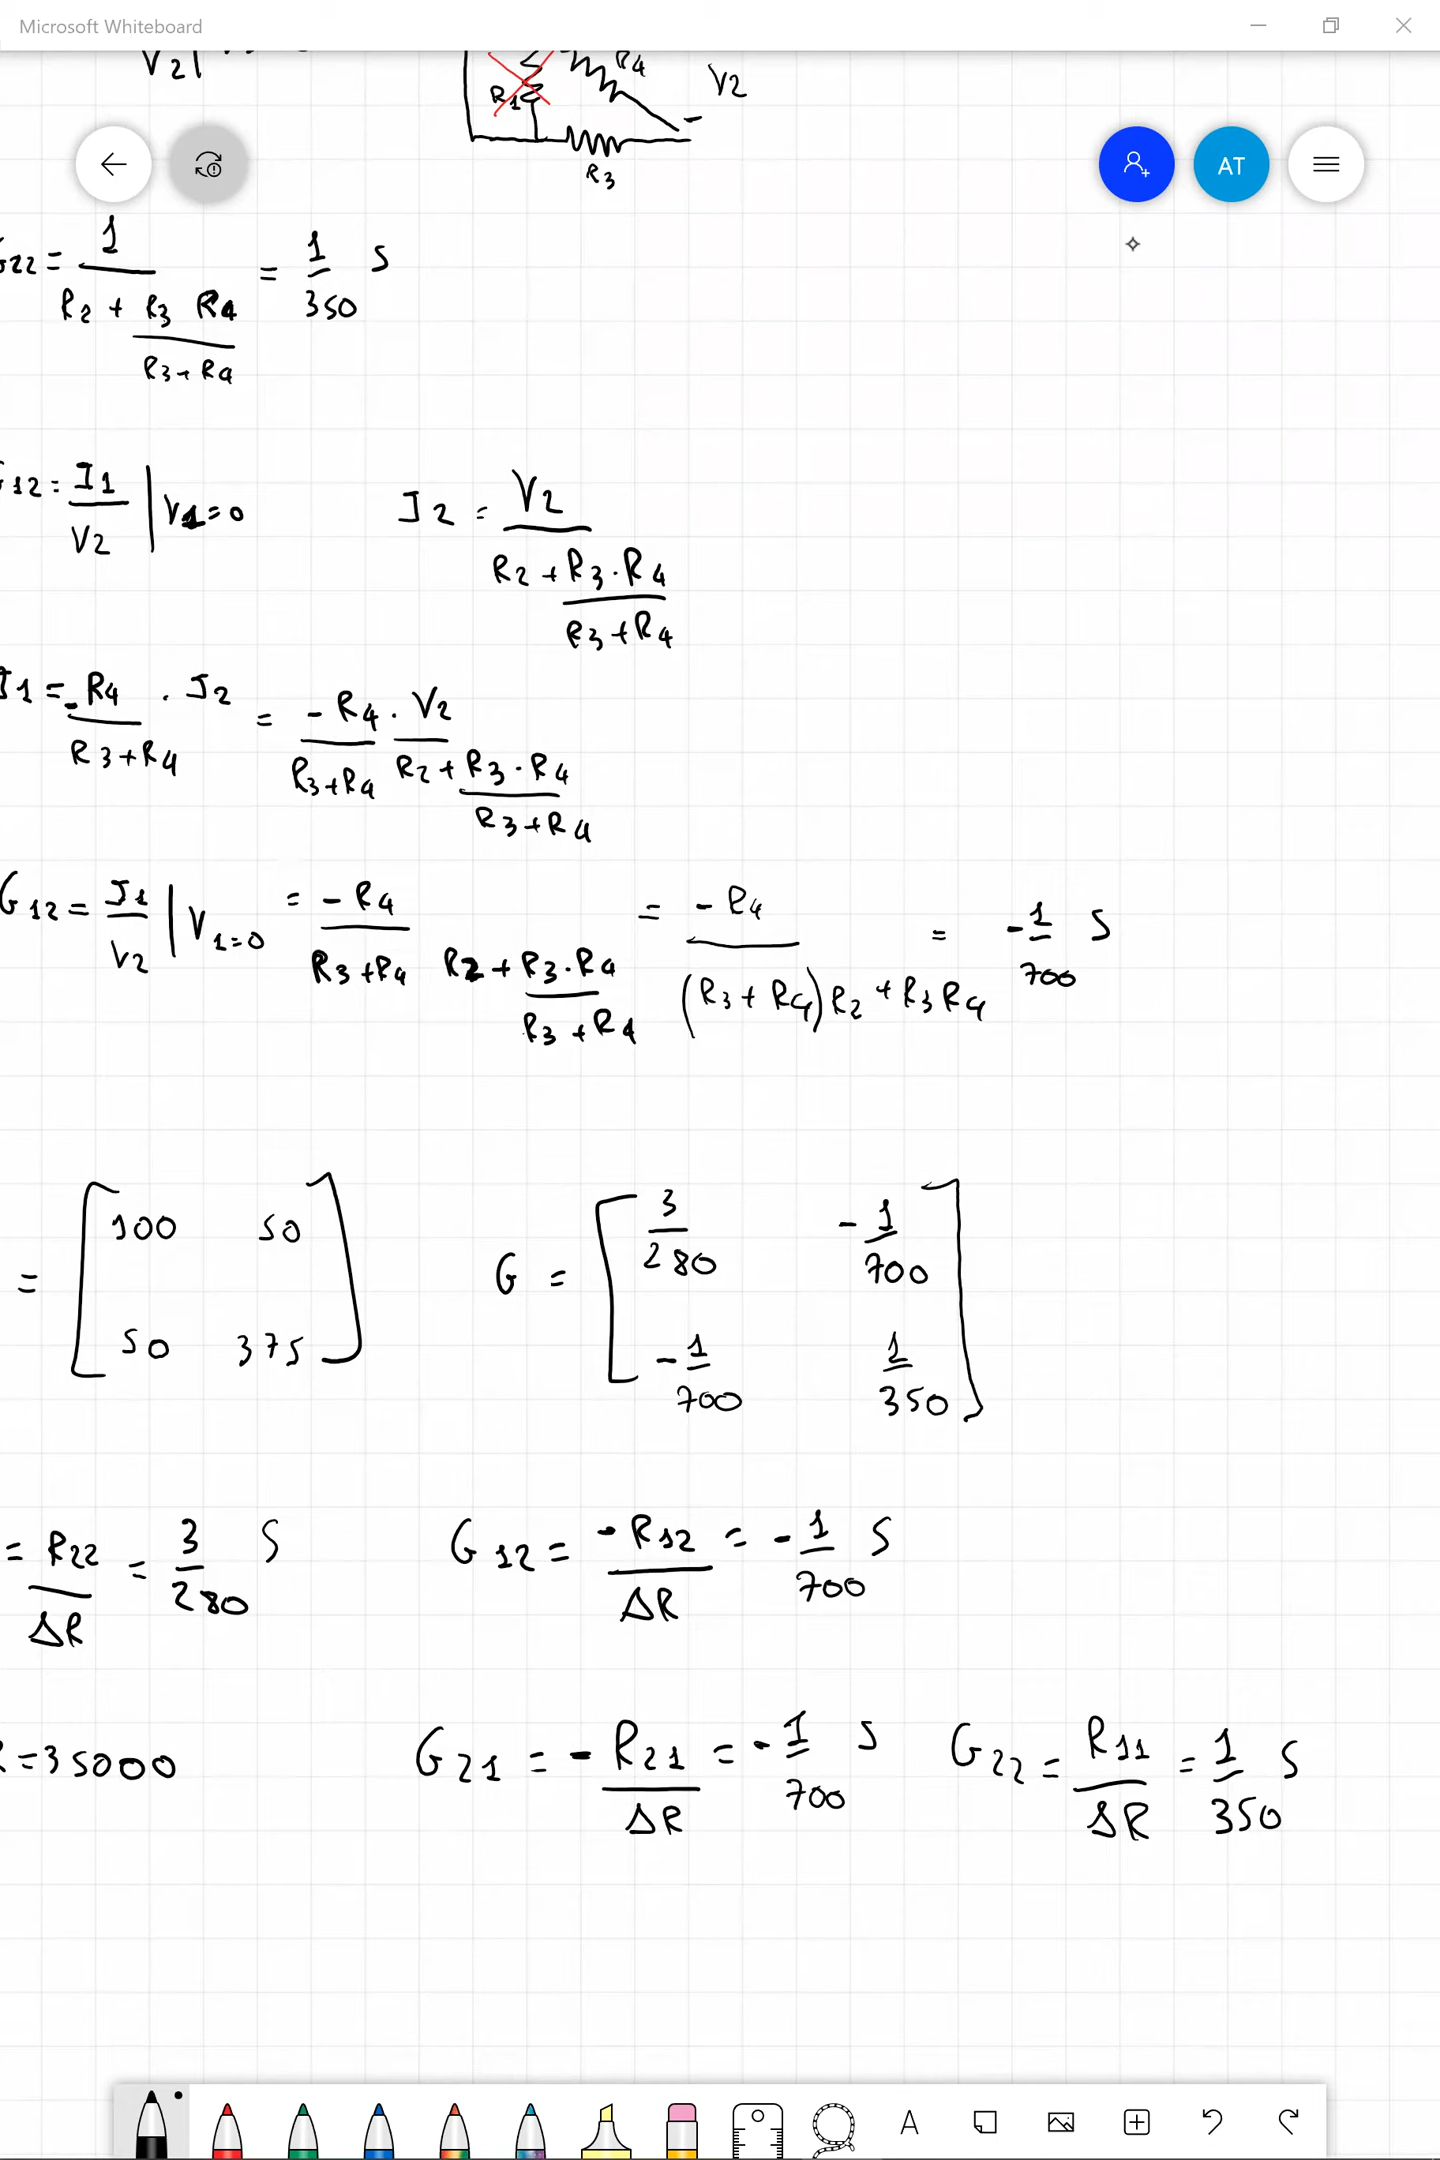 Microsoft Whiteboard
V2
R1 R4 V2
-
R3
AT
G22 = 1 / (R2 + R3 R4 / (R3 + R4)) = 1/350 S
G12 = I1/V2 | V1=0
I2 = V2 / (R2 + R3·R4 / (R3+R4))
I1 = -R4 / (R3+R4) · I2 = -R4 / (R3+R4) · V2 / (R2 + R3·R4 / (R3+R4))
G12 = I1/V2 | V1=0 = -R4 / (R3+R4 R2 + R3·R4 / (R3+R4)) = -R4 / ((R3+R4)R2 + R3R4) = -1/700 S
= [100 50
50 375]
G = [3/280 -1/700
-1/700 1/350]
= R22/ΔR = 3/280 S
G12 = -R12/ΔR = -1/700 S
R = 35000
G21 = -R21/ΔR = -1/700 S
G22 = R11/ΔR = 1/350 S
A